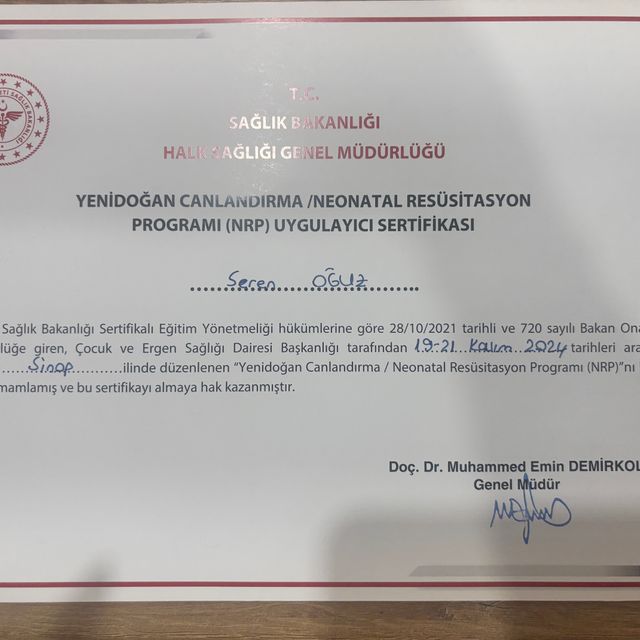 T.C.
SAĞLIK BAKANLIĞI
HALK SAĞLIĞI GENEL MÜDÜRLÜĞÜ
YENİDOĞAN CANLANDIRMA /NEONATAL RESÜSİTASYON
PROGRAMI (NRP) UYGULAYICI SERTİFİKASI
Seren OĞUZ
Sağlık Bakanlığı Sertifikalı Eğitim Yönetmeliği hükümlerine göre 28/10/2021 tarihli ve 720 sayılı Bakan Ona
lüğe giren, Çocuk ve Ergen Sağlığı Dairesi Başkanlığı tarafından 19-21 Kasım 2024 tarihleri ara
Sinop ilinde düzenlenen "Yenidoğan Canlandırma / Neonatal Resüsitasyon Programı (NRP)"nı
mamlamış ve bu sertifikayı almaya hak kazanmıştır.
Doç. Dr. Muhammed Emin DEMİRKOL
Genel Müdür